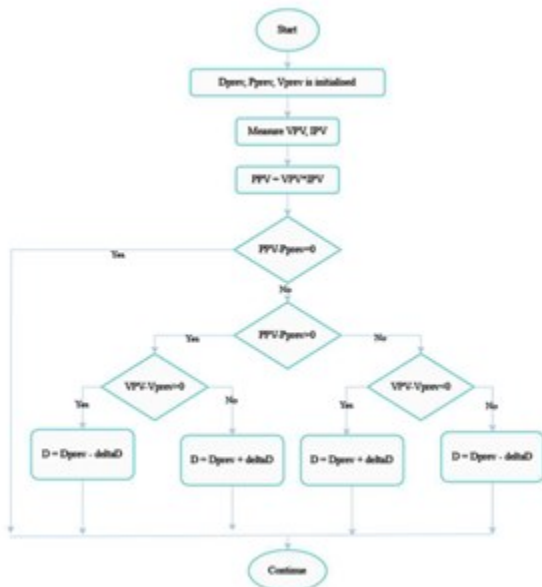 Start
Dprev, Pprev, Vprev is initialised
Measure VPV, IPV
PPV = VPV*IPV
PPV-Pprev=0
Yes
No
PPV-Pprev>0
Yes
No
VPV-Vprev>0
VPV-Vprev>0
Yes
No
Yes
No
D = Dprev - deltaD
D = Dprev + deltaD
D = Dprev + deltaD
D = Dprev - deltaD
Continue